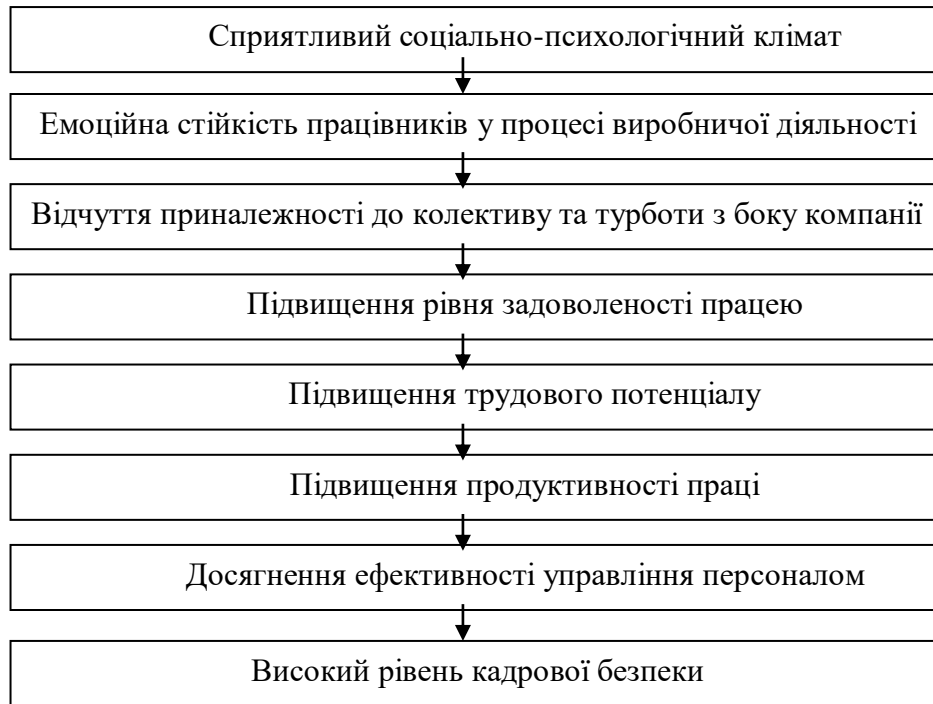 Сприятливий соціально-психологічний клімат
Емоційна стійкість працівників у процесі виробничої діяльності
Відчуття приналежності до колективу та турботи з боку компанії
Підвищення рівня задоволеності працею
Підвищення трудового потенціалу
Підвищення продуктивності праці
Досягнення ефективності управління персоналом
Високий рівень кадрової безпеки